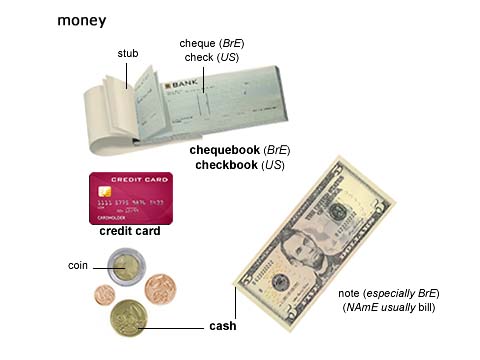 money
stub
cheque (BrE)
check (US)
BANK
chequebook (BrE)
checkbook (US)
CREDIT CARD
CARDHOLDER
credit card
coin
5
note (especially BrE)
(NAmE usually bill)
cash